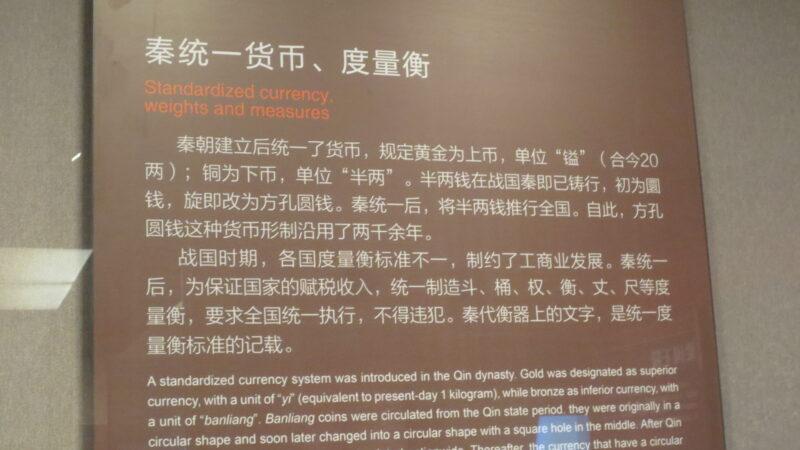 秦统一货币、度量衡
Standardized currency,
weights and measures
秦朝建立后统一了货币，规定黄金为上币，单位“镒”（合今20
两）；铜为下币，单位“半两”。半两钱在战国秦即已铸行，初为圜
钱，旋即改为方孔圆钱。秦统一后，将半两钱推行全国。自此，方孔
圆钱这种货币形制沿用了两千余年。
战国时期，各国度量衡标准不一，制约了工商业发展。秦统一
后，为保证国家的赋税收入，统一制造斗、桶、权、衡、丈、尺等度
量衡，要求全国统一执行，不得违犯。秦代衡器上的文字，是统一度
量衡标准的记载。
A standardized currency system was introduced in the Qin dynasty. Gold was designated as superior
currency, with a unit of “yi” (equivalent to present-day 1 kilogram), while bronze as inferior currency, with
a unit of “banliang”. Banliang coins were circulated from the Qin state period, they were originally in a
circular shape and soon later changed into a circular shape with a square hole in the middle. After Qin
Thereafter, the currency that have a circular